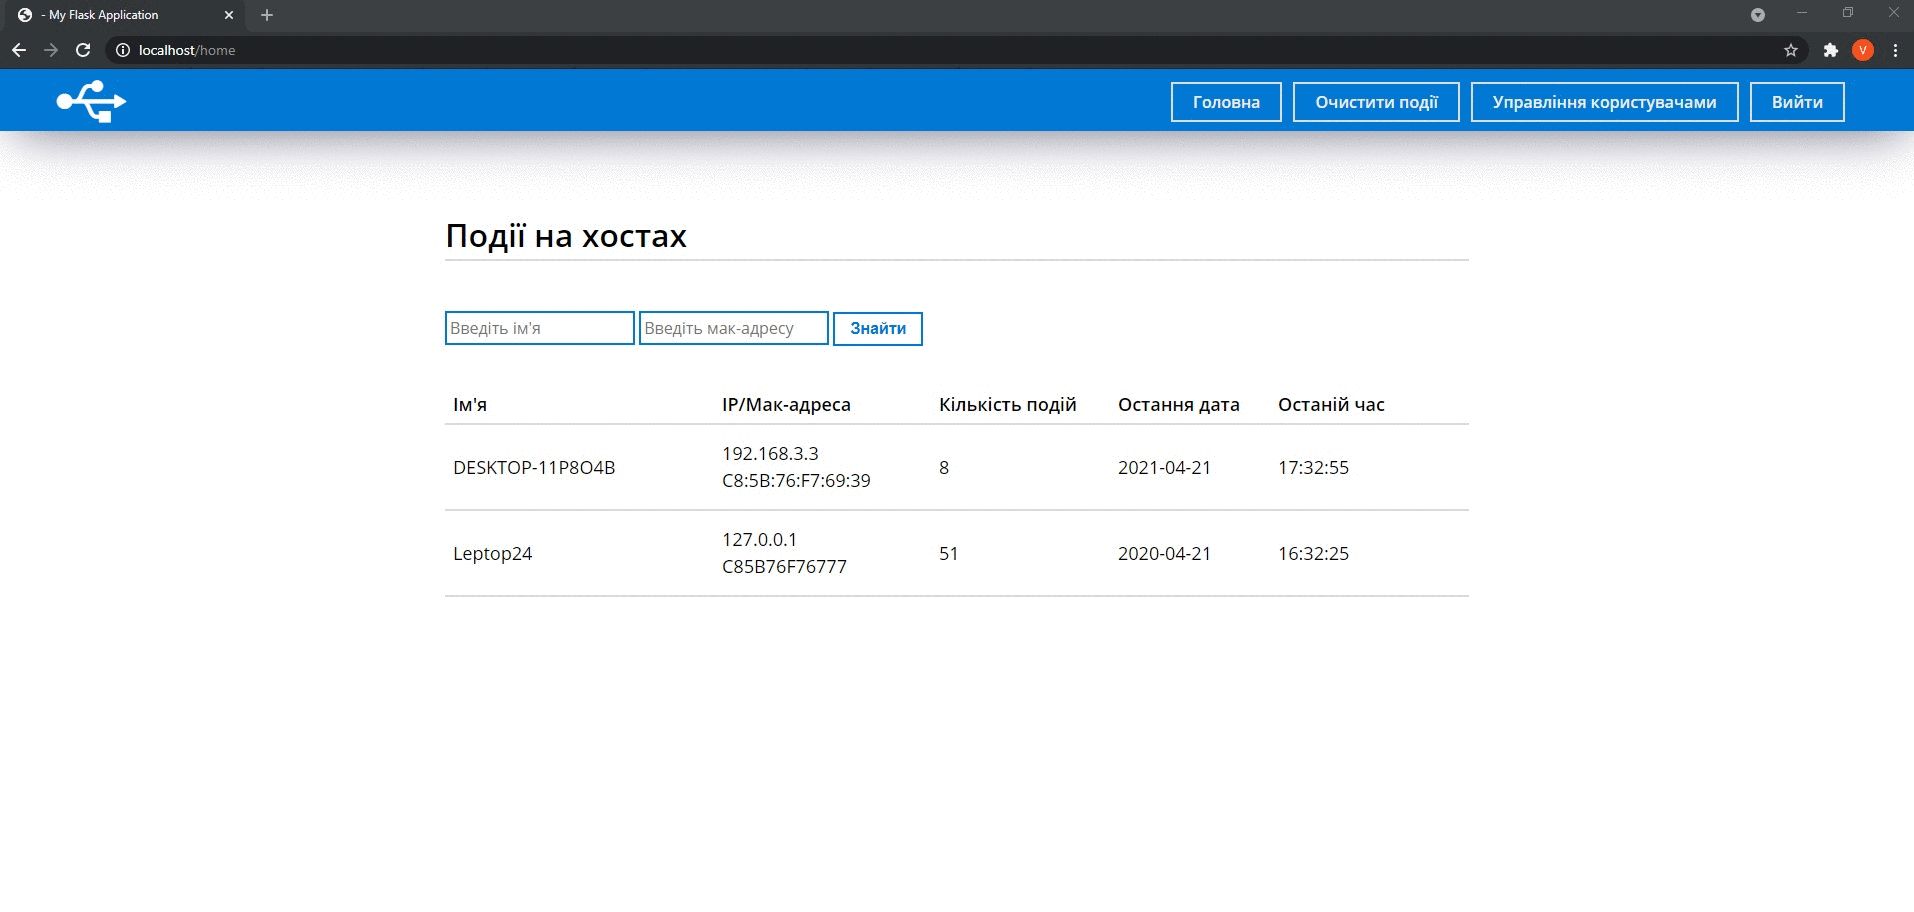 - My Flask Application
localhost/home
V
Головна Очистити події Управління користувачами Вийти
Події на хостах
Введіть ім'я Введіть мак-адресу Знайти
Ім'я IP/Мак-адреса Кількість подій Остання дата Останій час
DESKTOP-11P8O4B 192.168.3.3 8 2021-04-21 17:32:55
C8:5B:76:F7:69:39
Leptop24 127.0.0.1 51 2020-04-21 16:32:25
C85B76F76777